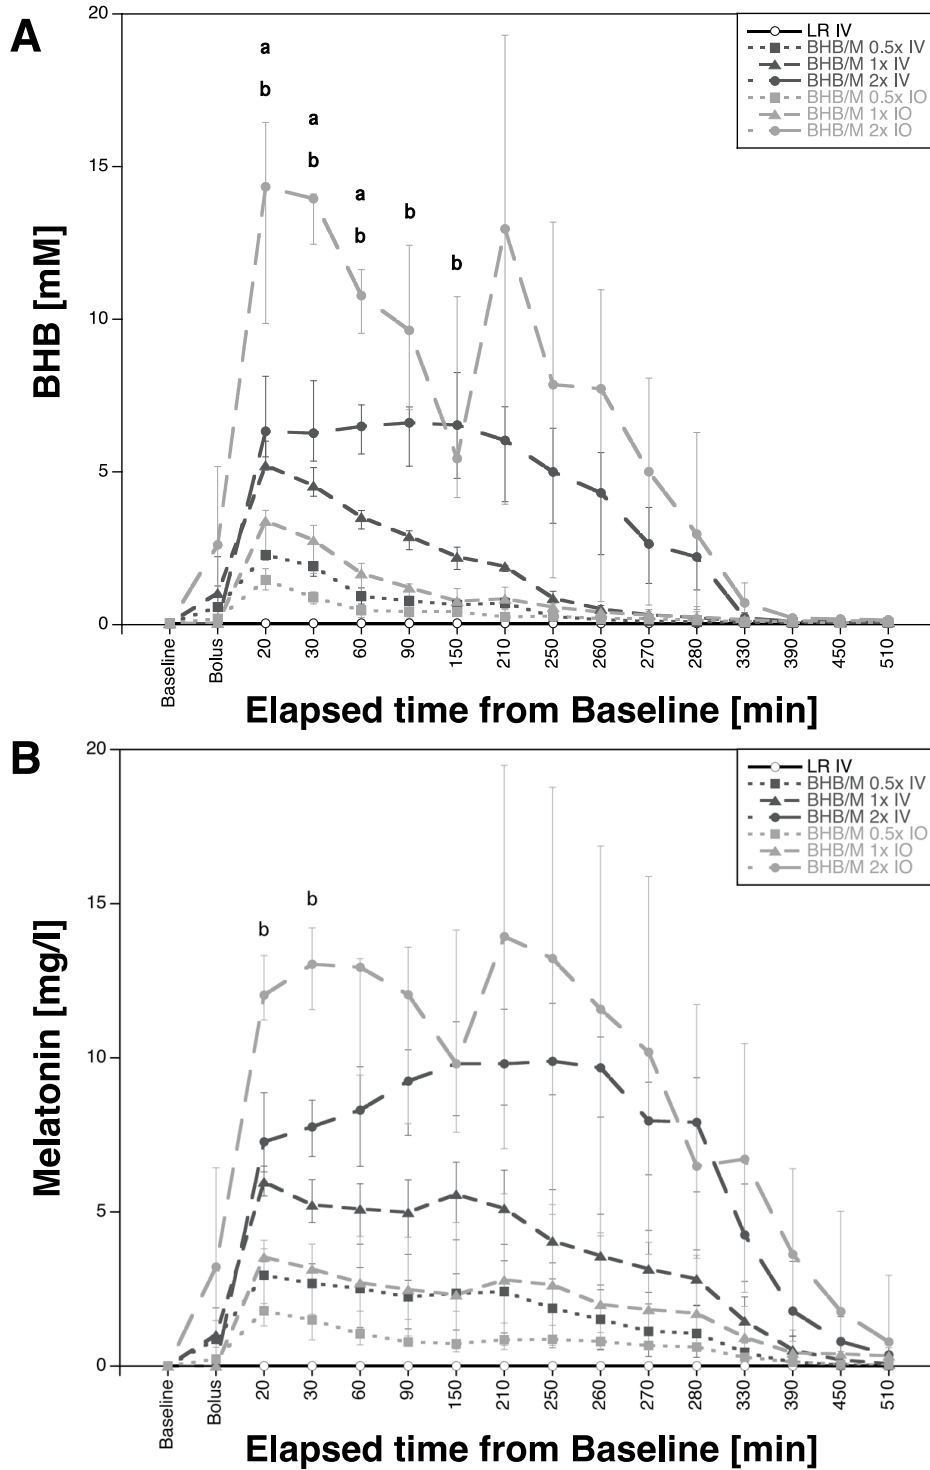 A
20
15
10
5
0
BHB [mM]
a
b
a
b
a
b
b
b
LR IV
BHB/M 0.5x IV
BHB/M 1x IV
BHB/M 2x IV
BHB/M 0.5x IO
BHB/M 1x IO
BHB/M 2x IO
Baseline
Bolus
20
30
60
90
150
210
250
260
270
280
330
390
450
510
Elapsed time from Baseline [min]
B
20
15
10
5
0
Melatonin [mg/l]
b
b
LR IV
BHB/M 0.5x IV
BHB/M 1x IV
BHB/M 2x IV
BHB/M 0.5x IO
BHB/M 1x IO
BHB/M 2x IO
Baseline
Bolus
20
30
60
90
150
210
250
260
270
280
330
390
450
510
Elapsed time from Baseline [min]